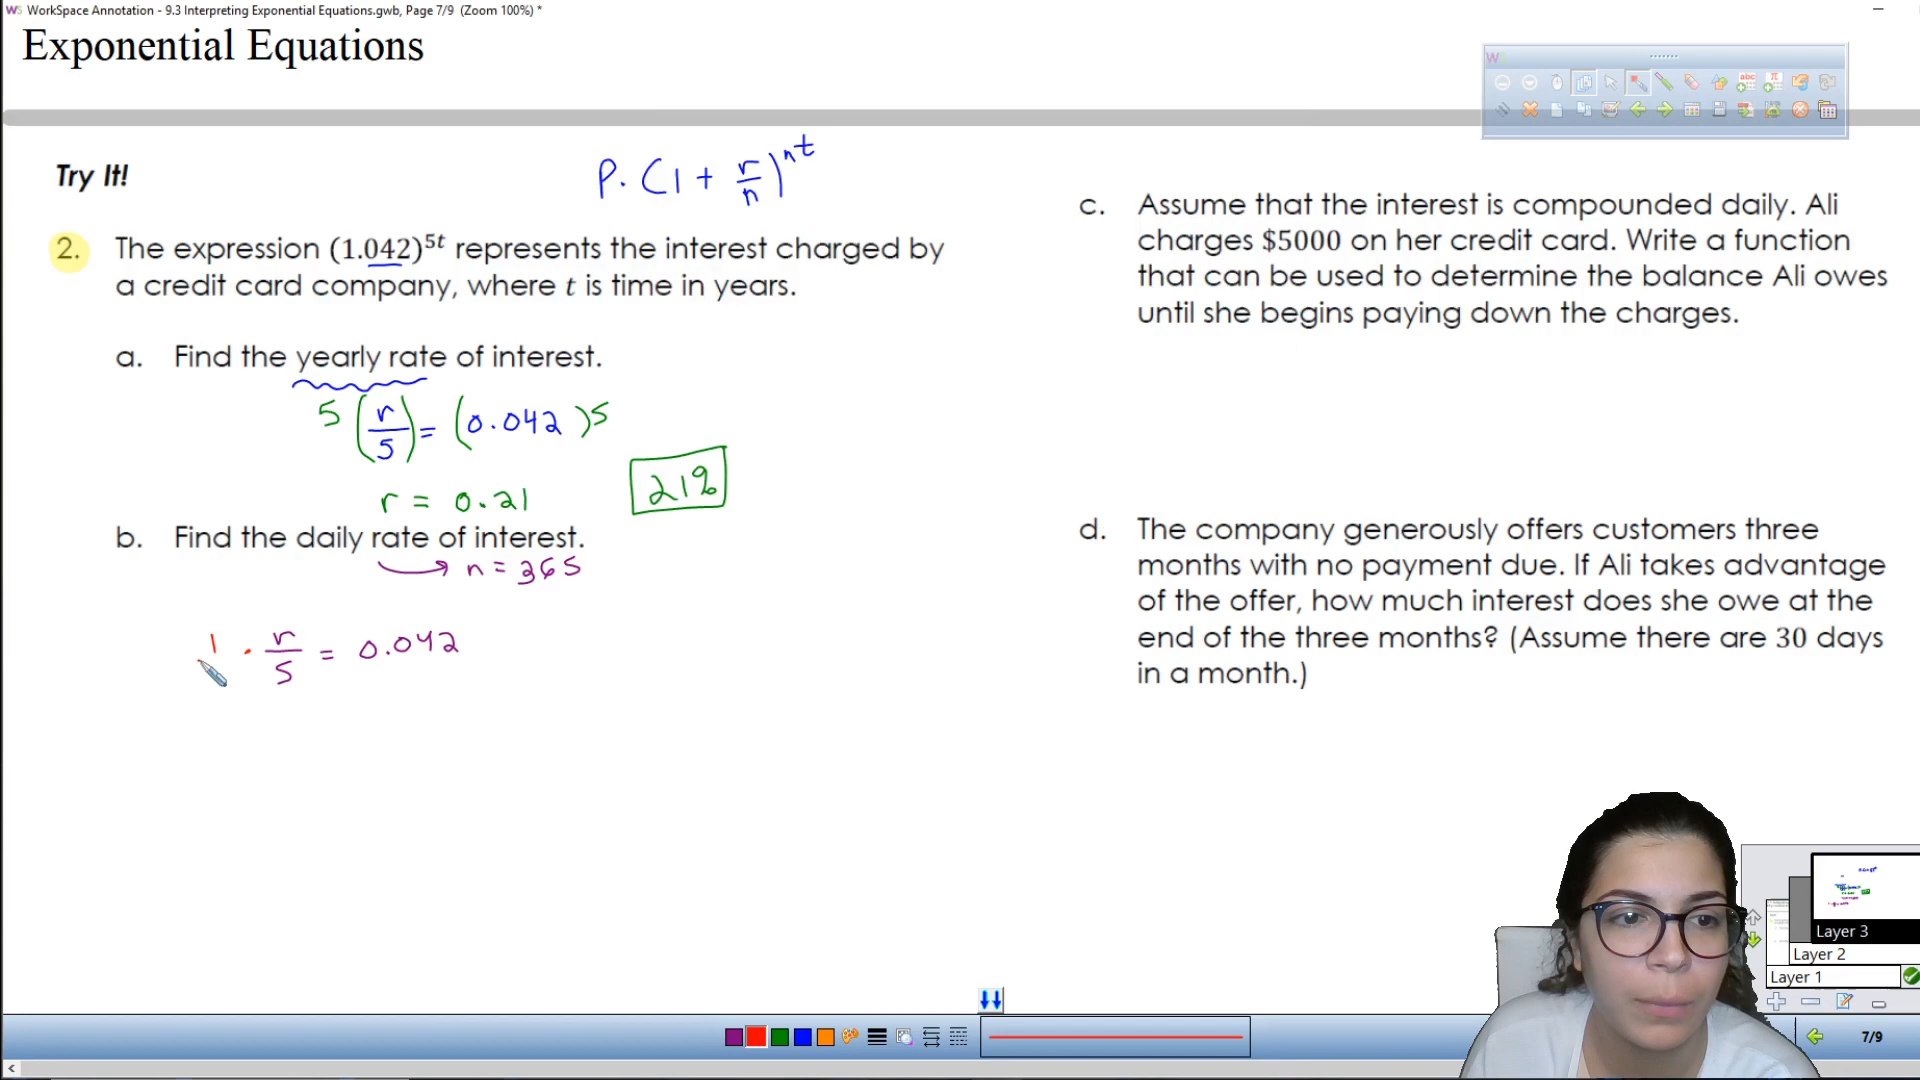 WS WorkSpace Annotation - 9.3 Interpreting Exponential Equations.gwb, Page 7/9 (Zoom 100%) *
Exponential Equations
Try It!
P. (1 + r/n)^nt
2. The expression (1.042)^5t represents the interest charged by
a credit card company, where t is time in years.
a. Find the yearly rate of interest.
5 (r/5) = (0.042)5
r = 0.21
21%
b. Find the daily rate of interest.
n = 365
1 · r/5 = 0.042
c. Assume that the interest is compounded daily. Ali
charges $5000 on her credit card. Write a function
that can be used to determine the balance Ali owes
until she begins paying down the charges.
d. The company generously offers customers three
months with no payment due. If Ali takes advantage
of the offer, how much interest does she owe at the
end of the three months? (Assume there are 30 days
in a month.)
Layer 3
Layer 2
Layer 1
7/9